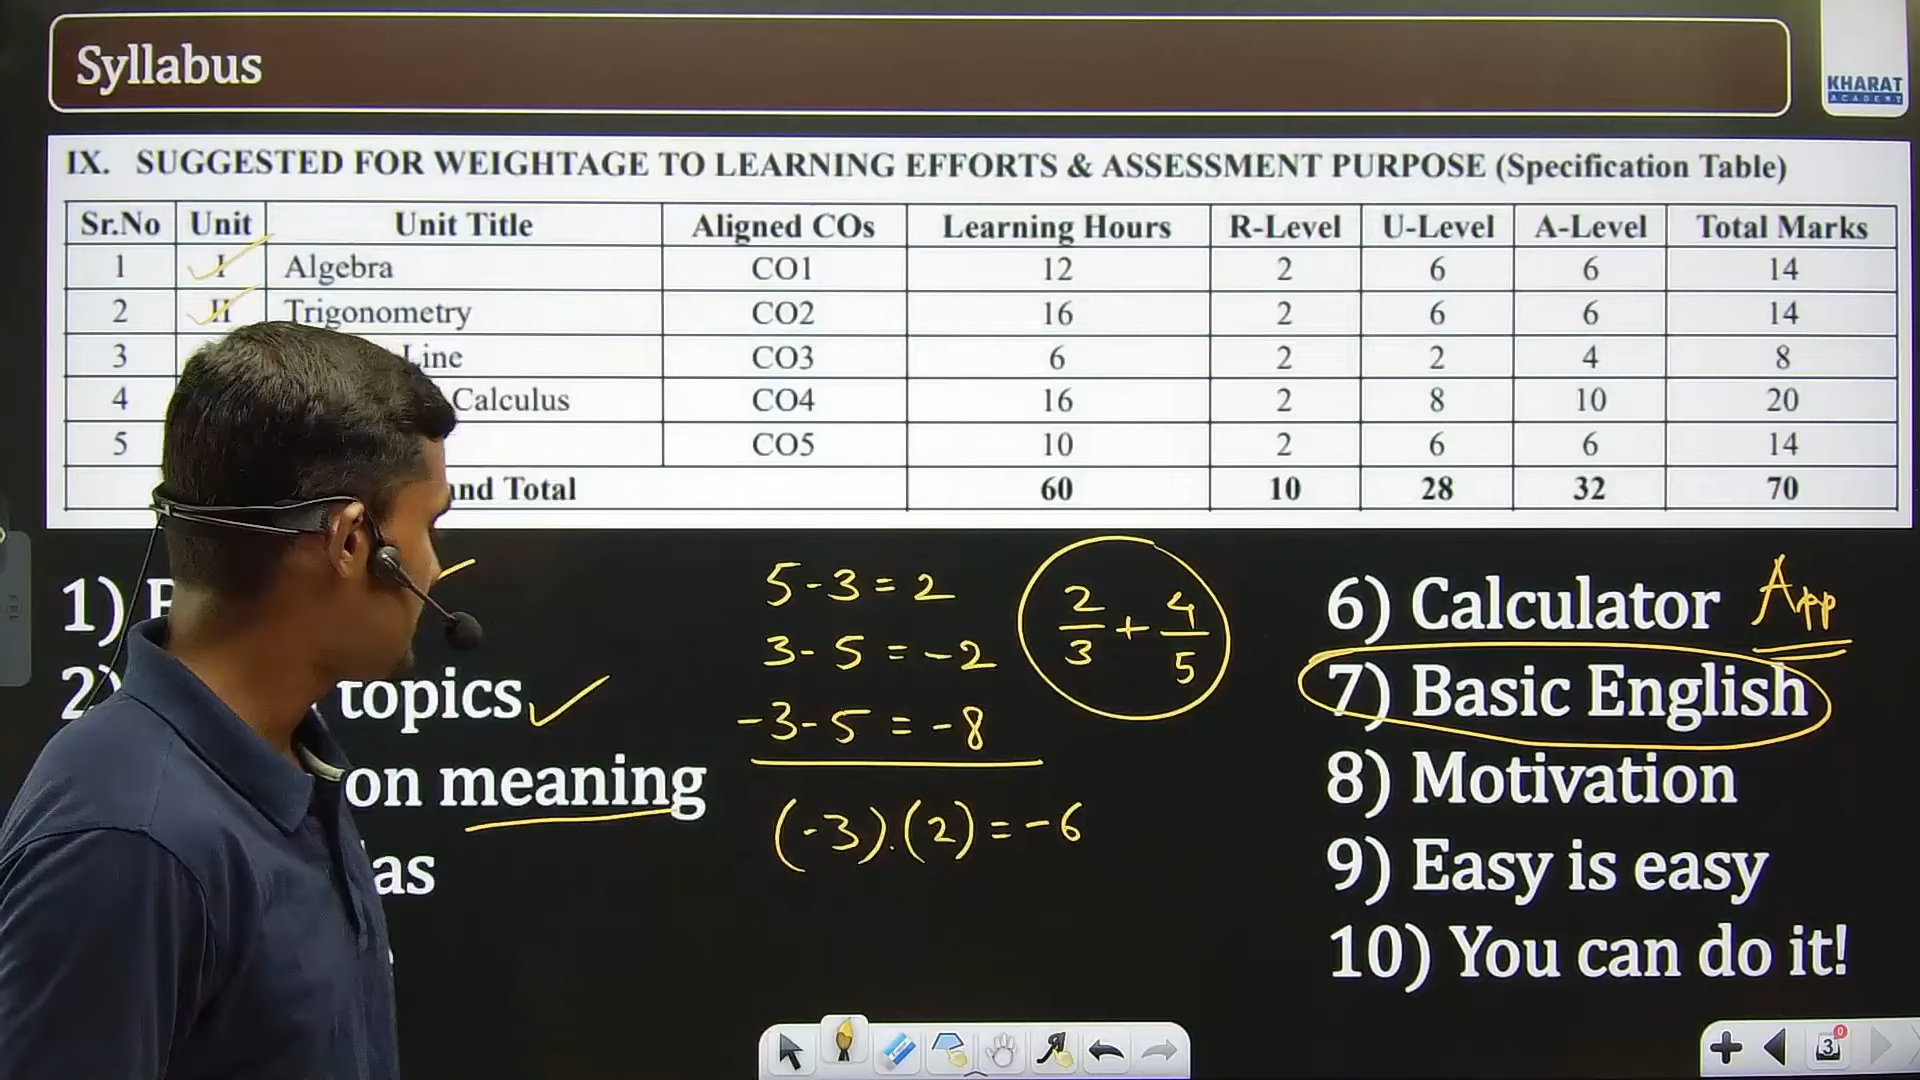 Syllabus
KHARAT
ACADEMY
IX. SUGGESTED FOR WEIGHTAGE TO LEARNING EFFORTS & ASSESSMENT PURPOSE (Specification Table)
Sr.No Unit Unit Title Aligned COs Learning Hours R-Level U-Level A-Level Total Marks
1 I Algebra CO1 12 2 6 6 14
2 II Trigonometry CO2 16 2 6 6 14
3 Line CO3 6 2 2 4 8
4 Calculus CO4 16 2 8 10 20
5 CO5 10 2 6 6 14
Total 60 10 28 32 70
1)
2) topics
on meaning
5-3=2
3-5=-2
-3-5=-8
(-3).(2)=-6
2/3+4/5
6) Calculator App
7) Basic English
8) Motivation
9) Easy is easy
10) You can do it!
3
0